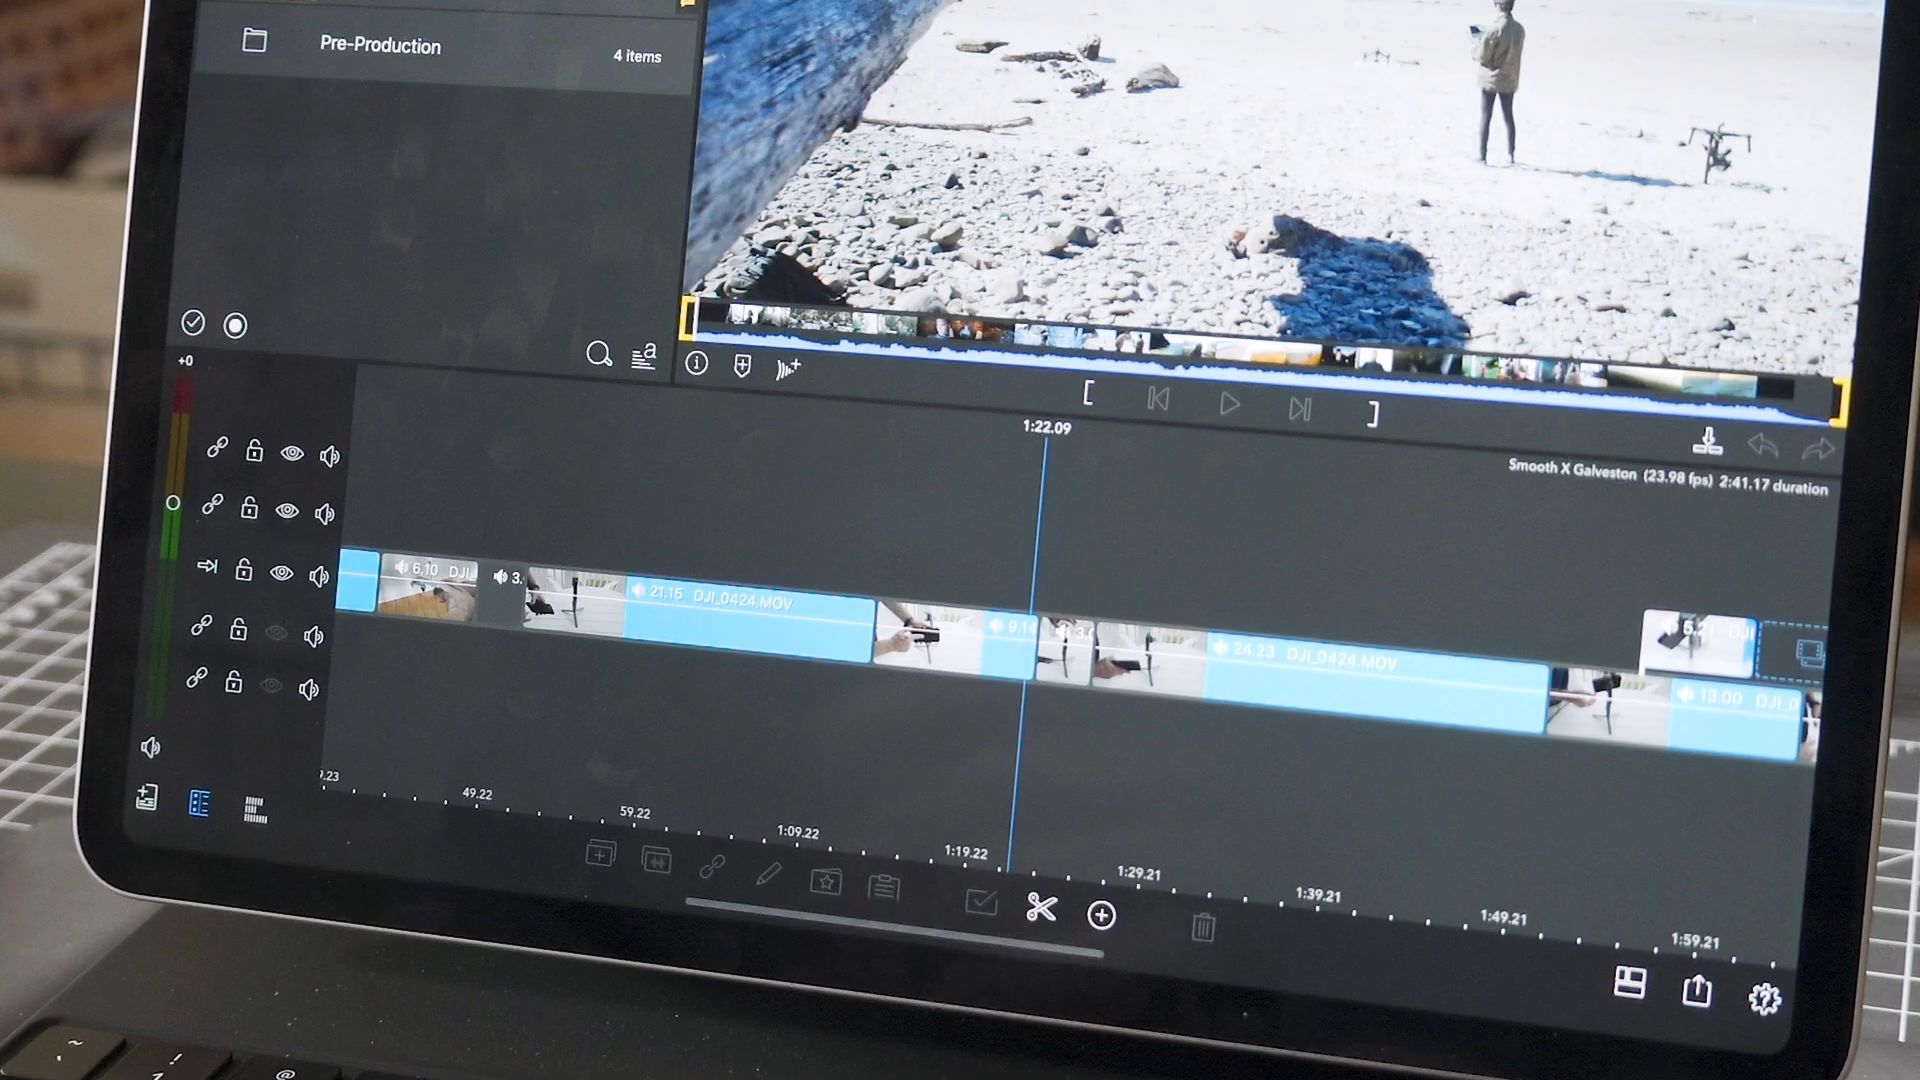 Pre-Production 4 items
+0
1:22.09
Smooth X Galveston (23.98 fps) 2:41.17 duration
6.10 DJI_
3.
21.15 DJI_0424.MOV
9.14
24.23 DJI_0424.MOV
DJI
13.00 DJI_0
49.22
59.22
1:09.22
1:19.22
1:29.21
1:39.21
1:49.21
1:59.21
~
!
@